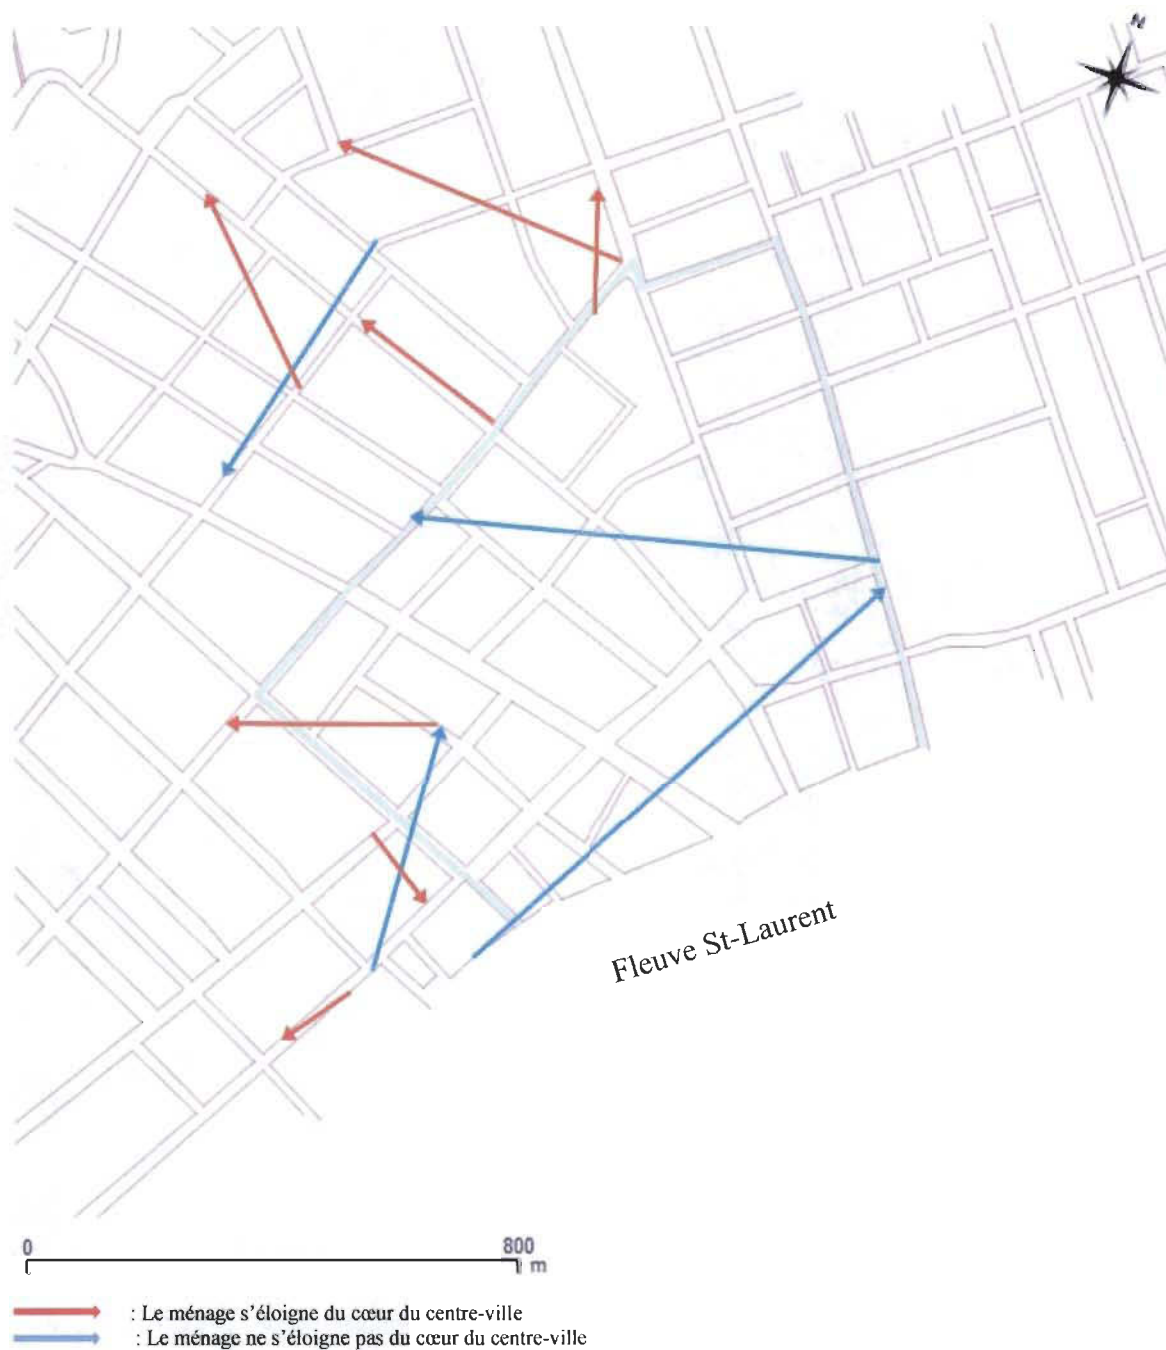 N
Fleuve St-Laurent
0 800
m
: Le ménage s'éloigne du cœur du centre-ville
: Le ménage ne s'éloigne pas du cœur du centre-ville